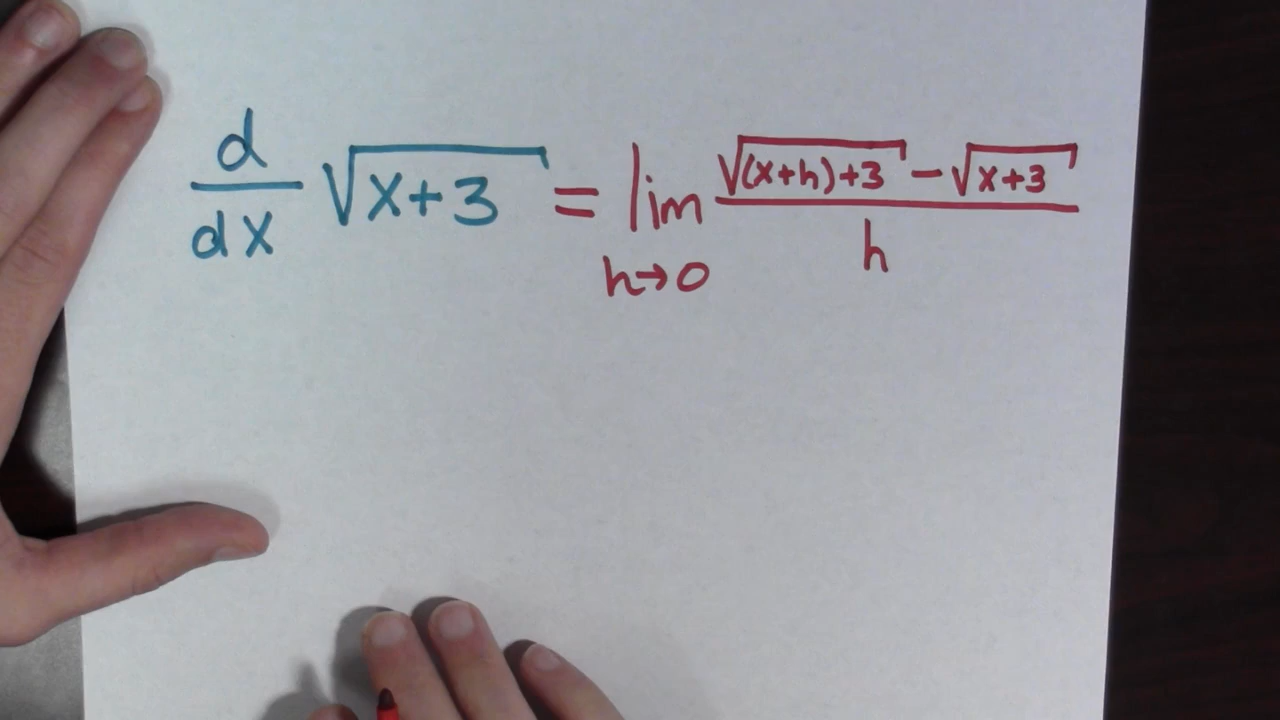 d/dx √(x+3) = lim h→0 (√((x+h)+3) - √(x+3))/h